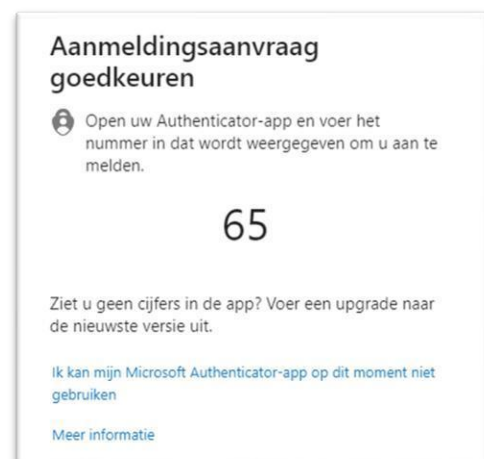 Aanmeldingsaanvraag
goedkeuren
Open uw Authenticator-app en voer het
nummer in dat wordt weergegeven om u aan te
melden.
65
Ziet u geen cijfers in de app? Voer een upgrade naar
de nieuwste versie uit.
Ik kan mijn Microsoft Authenticator-app op dit moment niet
gebruiken
Meer informatie